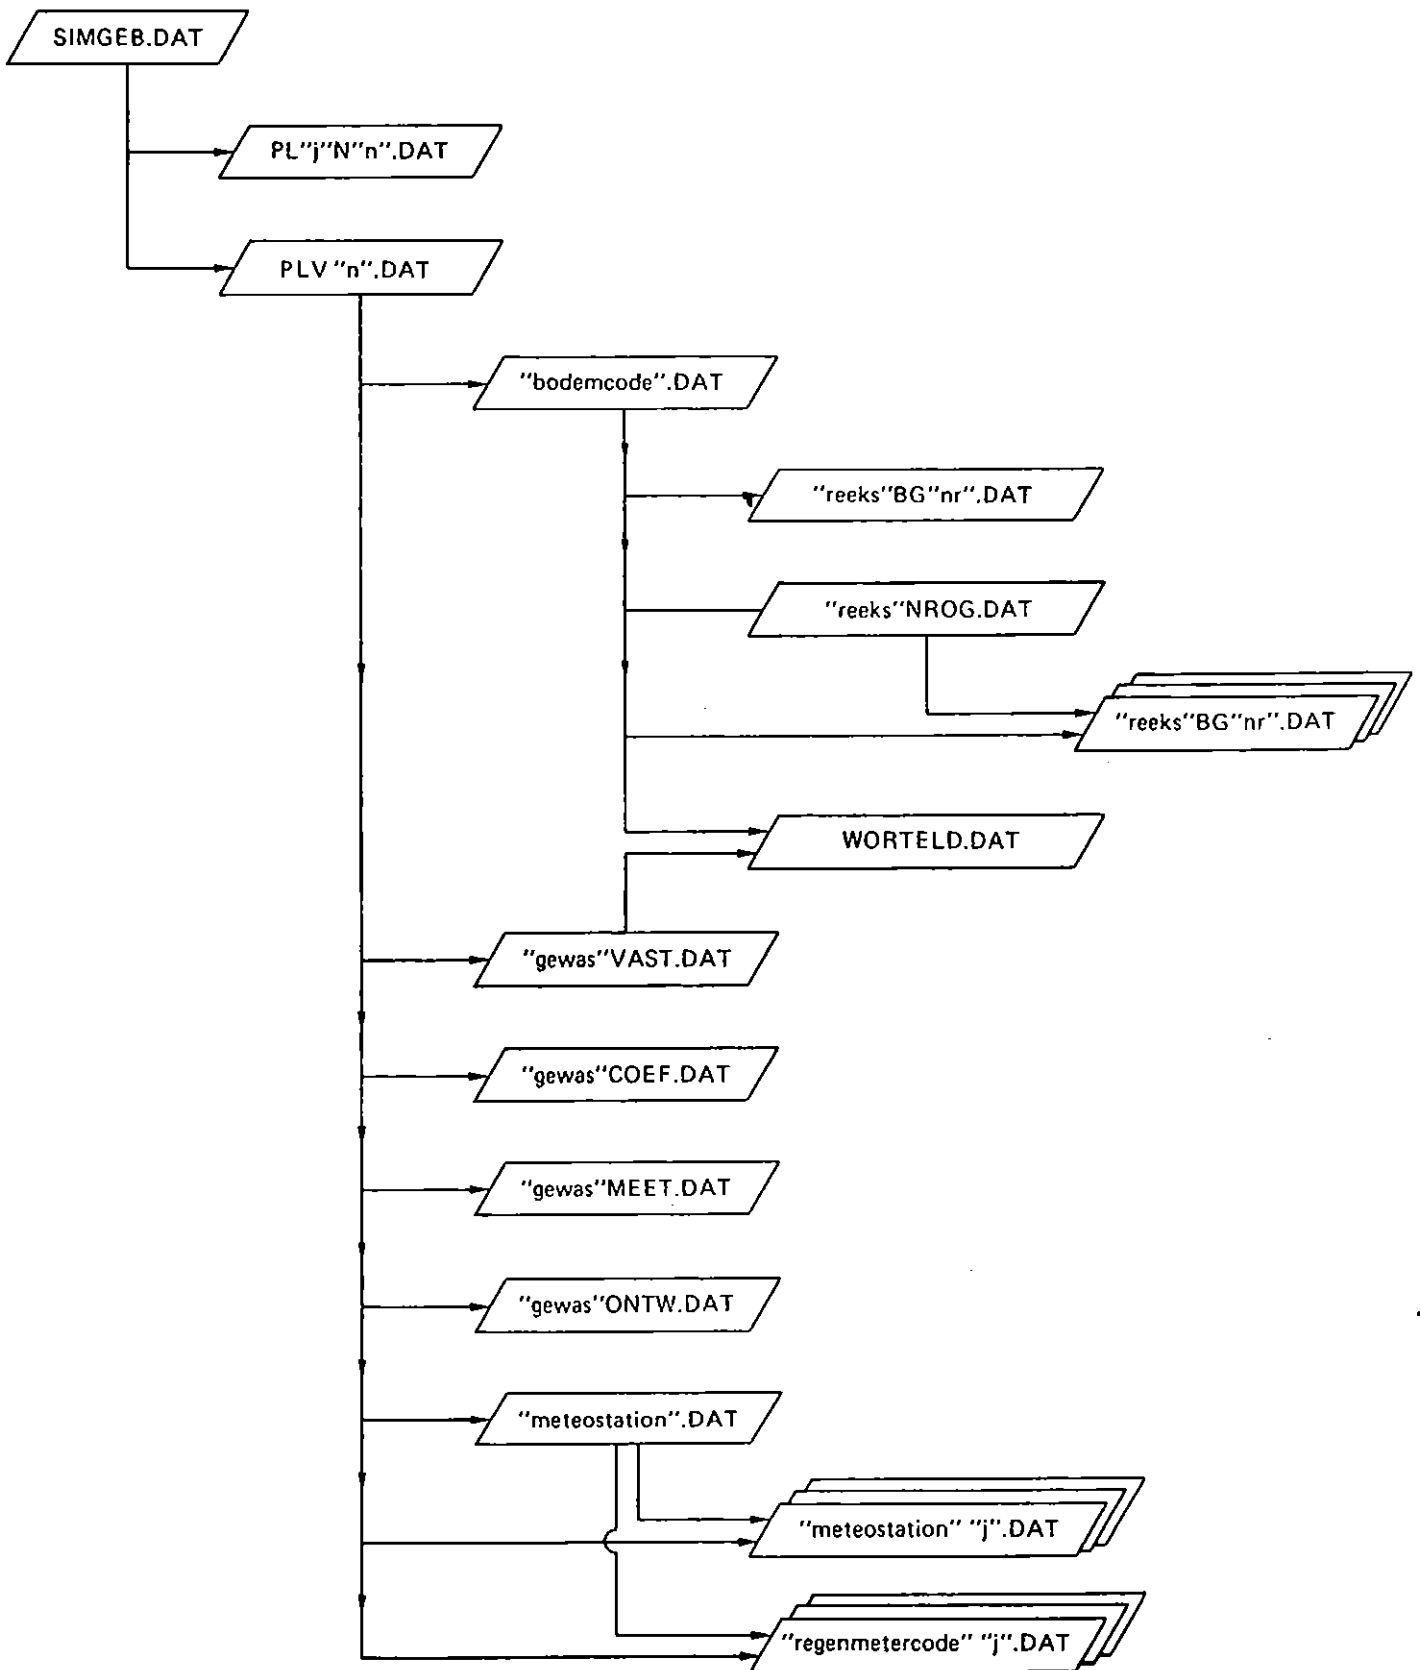 SIMGEB.DAT
PL"j"N"n".DAT
PLV"n".DAT
"bodemcode".DAT
"reeks"BG"nr".DAT
"reeks"NROG.DAT
"reeks"BG"nr".DAT
WORTELD.DAT
"gewas"VAST.DAT
"gewas"COEF.DAT
"gewas"MEET.DAT
"gewas"ONTW.DAT
"meteostation".DAT
"meteostation" "j".DAT
"regenmetercode" "j".DAT